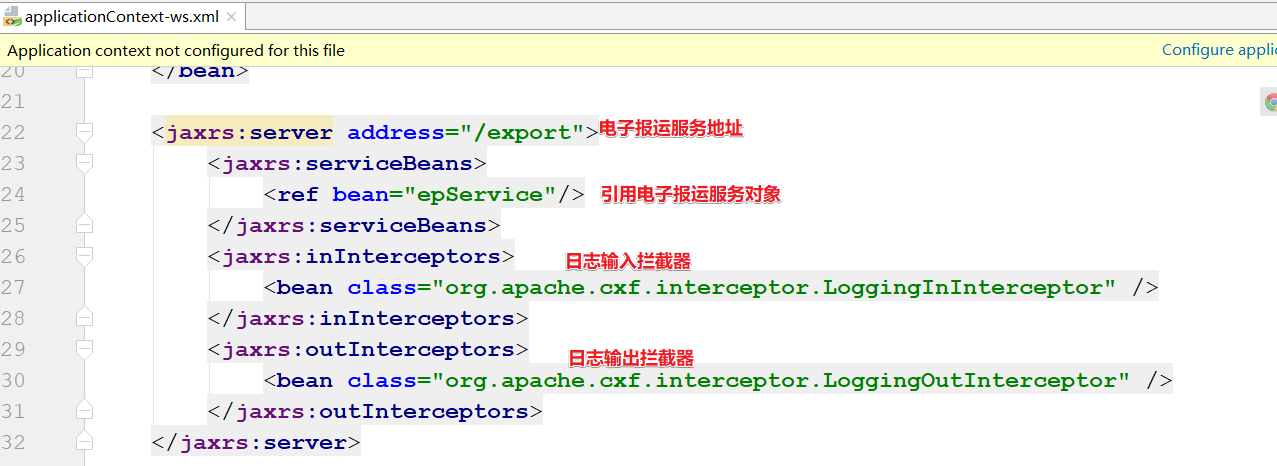 applicationContext-ws.xml
Application context not configured for this file Configure applic
20 </bean>
21
22 <jaxrs:server address="/export"> 电子报运服务地址
23 <jaxrs:serviceBeans>
24 <ref bean="epService"/> 引用电子报运服务对象
25 </jaxrs:serviceBeans>
26 <jaxrs:inInterceptors> 日志输入拦截器
27 <bean class="org.apache.cxf.interceptor.LoggingInInterceptor" />
28 </jaxrs:inInterceptors>
29 <jaxrs:outInterceptors> 日志输出拦截器
30 <bean class="org.apache.cxf.interceptor.LoggingOutInterceptor" />
31 </jaxrs:outInterceptors>
32 </jaxrs:server>